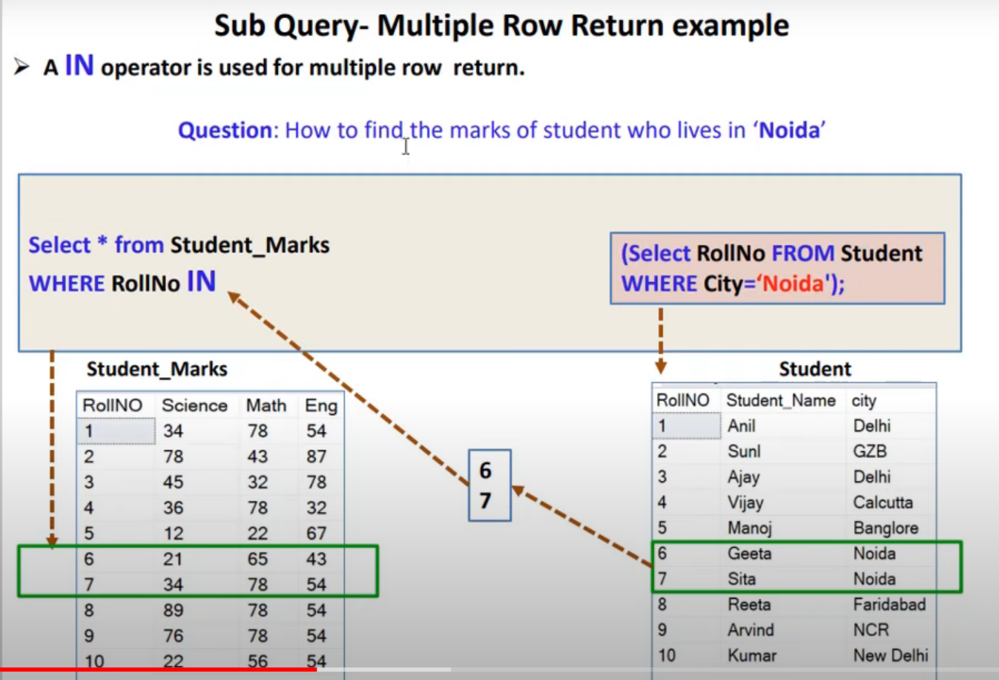 Sub Query- Multiple Row Return example
➢ A IN operator is used for multiple row return.
Question: How to find the marks of student who lives in ‘Noida’
Select * from Student_Marks
WHERE RollNo IN
(Select RollNo FROM Student
WHERE City=‘Noida');
Student_Marks
RollNO Science Math Eng
1 34 78 54
2 78 43 87
3 45 32 78
4 36 78 32
5 12 22 67
6 21 65 43
7 34 78 54
8 89 78 54
9 76 78 54
10 22 56 54
6
7
Student
RollNO Student_Name city
1 Anil Delhi
2 Sunl GZB
3 Ajay Delhi
4 Vijay Calcutta
5 Manoj Banglore
6 Geeta Noida
7 Sita Noida
8 Reeta Faridabad
9 Arvind NCR
10 Kumar New Delhi